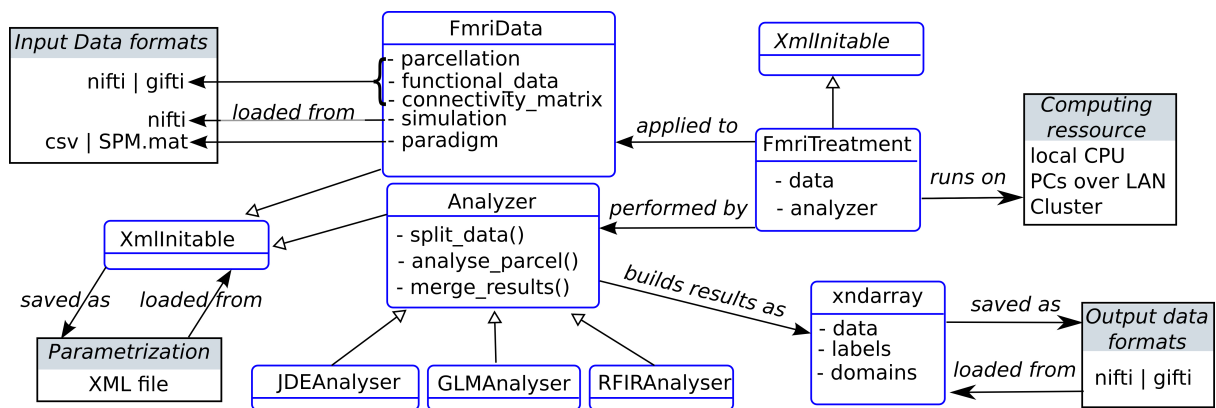 Input Data formats
nifti | gifti
nifti
csv | SPM.mat
loaded from
FmriData
- parcellation
- functional_data
- connectivity_matrix
- simulation
- paradigm
XmlInitable
applied to
FmriTreatment
- data
- analyzer
runs on
Computing
ressource
local CPU
PCs over LAN
Cluster
performed by
Analyzer
- split_data()
- analyse_parcel()
- merge_results()
XmlInitable
saved as
loaded from
Parametrization
XML file
JDEAnalyser
GLMAnalyser
RFIRAnalyser
builds results as
xndarray
- data
- labels
- domains
saved as
loaded from
Output data
formats
nifti | gifti